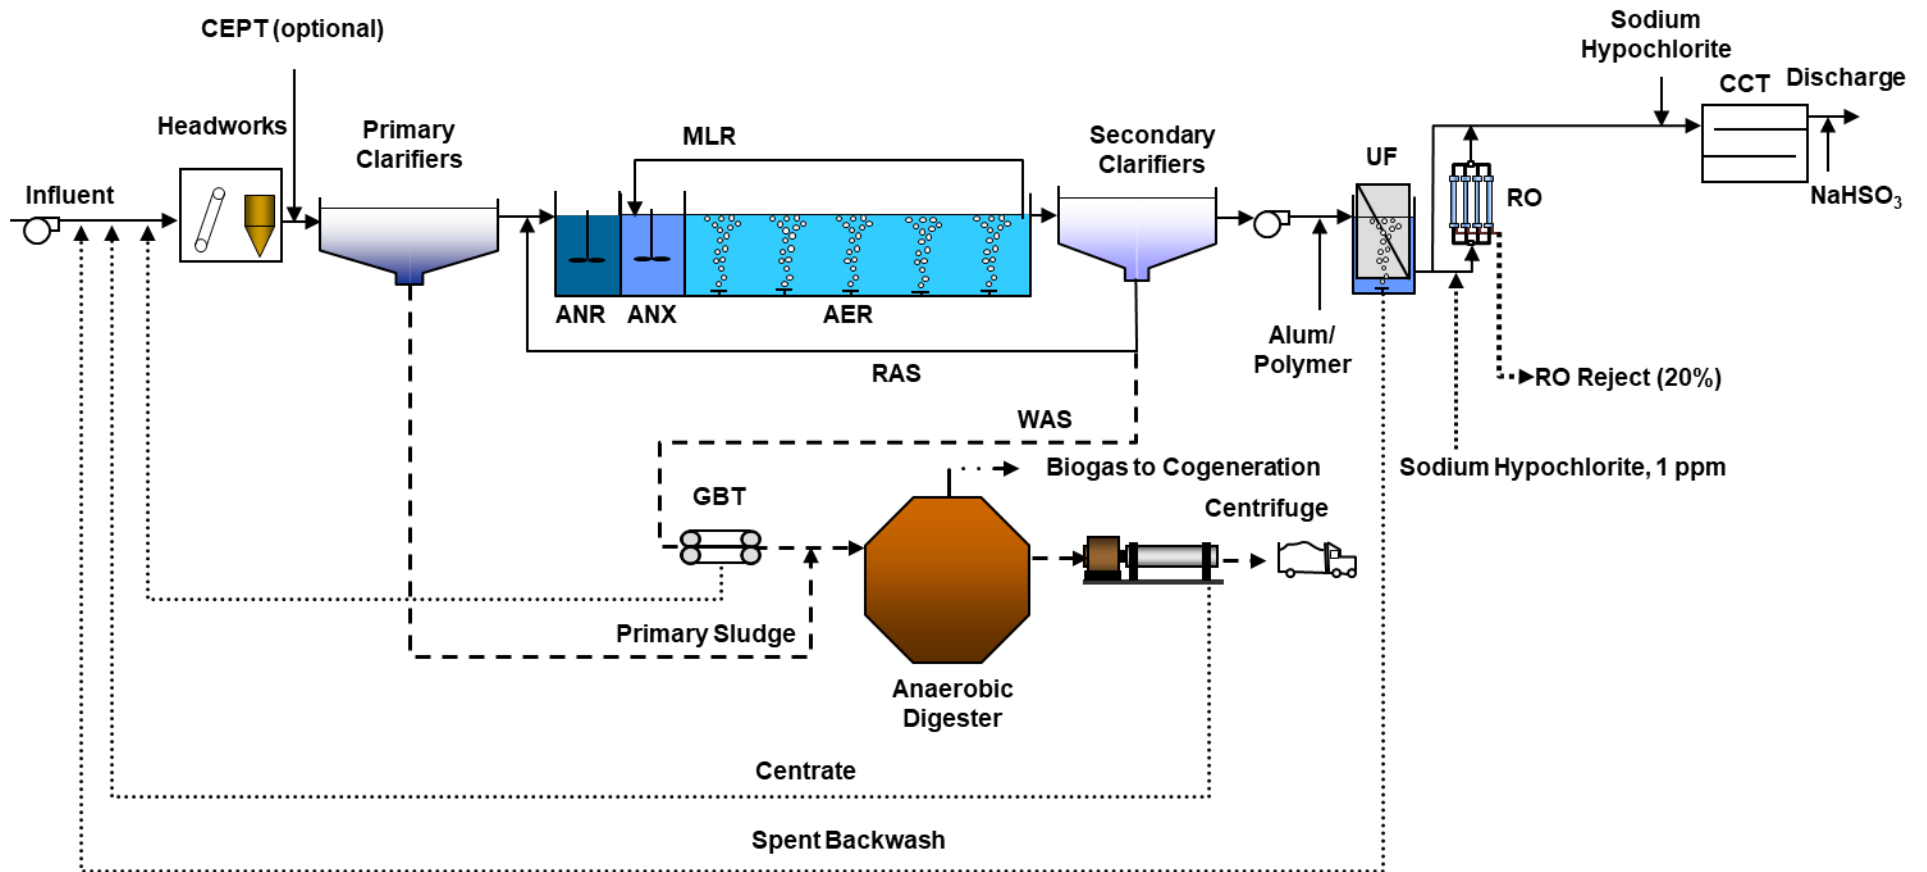 CEPT (optional)
Sodium
Hypochlorite
CCT
Discharge
Headworks
Primary
Clarifiers
MLR
Secondary
Clarifiers
UF
Influent
RO
NaHSO3
ANR
ANX
AER
Alum/
Polymer
RAS
RO Reject (20%)
WAS
Biogas to Cogeneration
Sodium Hypochlorite, 1 ppm
GBT
Centrifuge
Primary Sludge
Anaerobic
Digester
Centrate
Spent Backwash